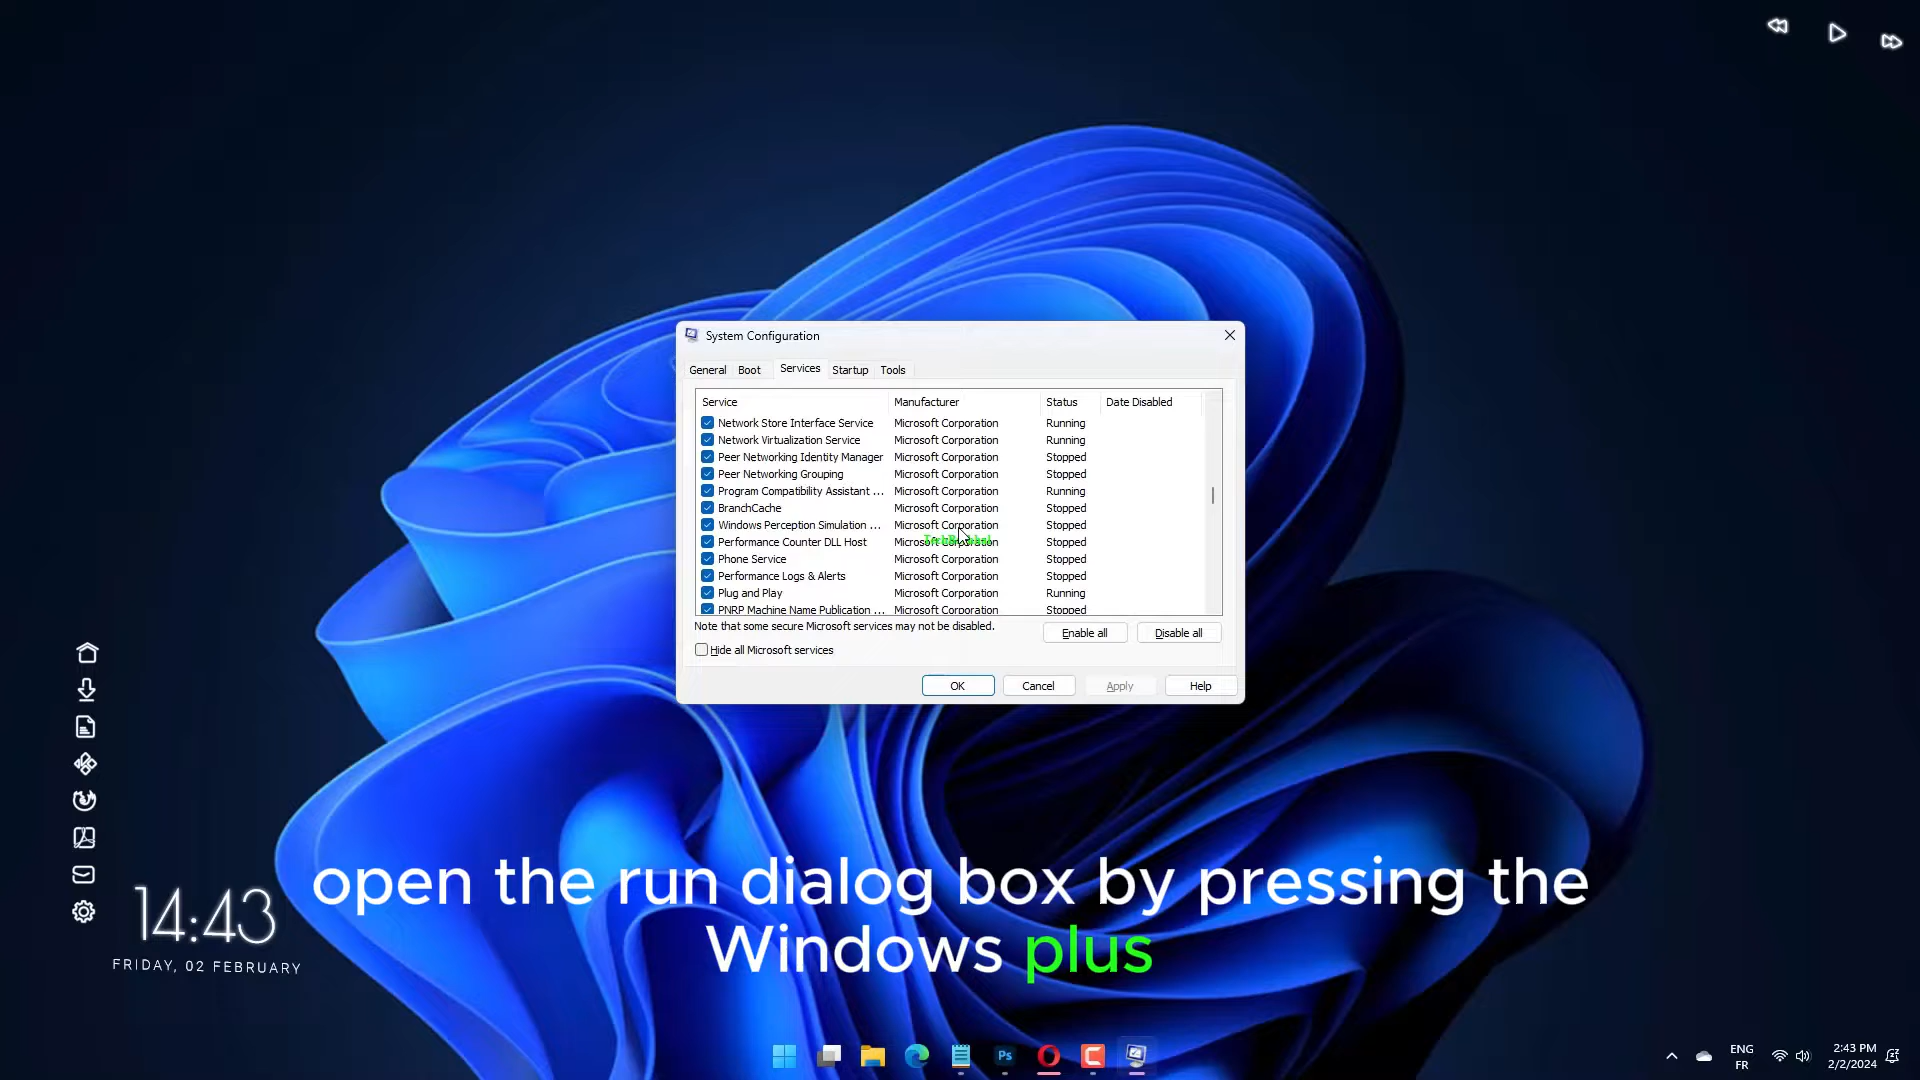 System Configuration
General Boot Services Startup Tools
Service Manufacturer Status Date Disabled
Network Store Interface Service Microsoft Corporation Running
Network Virtualization Service Microsoft Corporation Running
Peer Networking Identity Manager Microsoft Corporation Stopped
Peer Networking Grouping Microsoft Corporation Stopped
Program Compatibility Assistant ... Microsoft Corporation Running
BranchCache Microsoft Corporation Stopped
Windows Perception Simulation ... Microsoft Corporation Stopped
Performance Counter DLL Host Microsoft Corporation Stopped
Phone Service Microsoft Corporation Stopped
Performance Logs & Alerts Microsoft Corporation Stopped
Plug and Play Microsoft Corporation Running
PNRP Machine Name Publication ... Microsoft Corporation Stopped
Note that some secure Microsoft services may not be disabled.
Enable all Disable all
Hide all Microsoft services
OK Cancel Apply Help
open the run dialog box by pressing the
Windows plus
14:43
FRIDAY, 02 FEBRUARY
Ps
ENG
FR
2:43 PM
2/2/2024